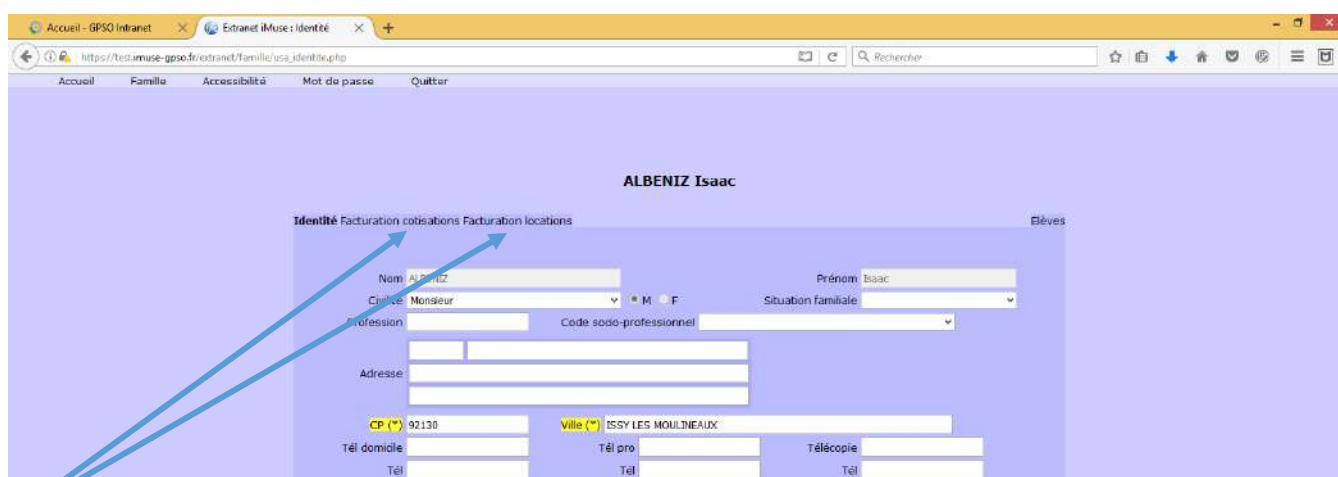 Accueil - GPSO Intranet × Extranet iMuse : Identité × +
https://test.imuse-gpso.fr/extranet/famille/usa_identite.php Rechercher
Accueil Famille Accessibilité Mot de passe Quitter
ALBENIZ Isaac
Identité Facturation cotisations Facturation locations Elèves
Nom ALBENIZ Prénom Isaac
Civilité Monsieur M F Situation familiale
Profession Code socio-professionnel
Adresse
CP (*) 92130 Ville (*) ISSY LES MOULINEAUX
Tél domicile Tél pro Télécopie
Tél Tél Tél